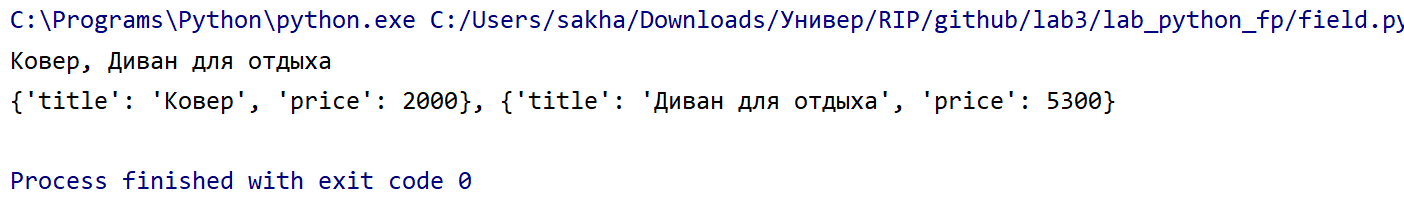 C:\Programs\Python\python.exe C:/Users/sakha/Downloads/Универ/RIP/github/lab3/lab_python_fp/field.py
Ковер, Диван для отдыха
{'title': 'Ковер', 'price': 2000}, {'title': 'Диван для отдыха', 'price': 5300}
Process finished with exit code 0